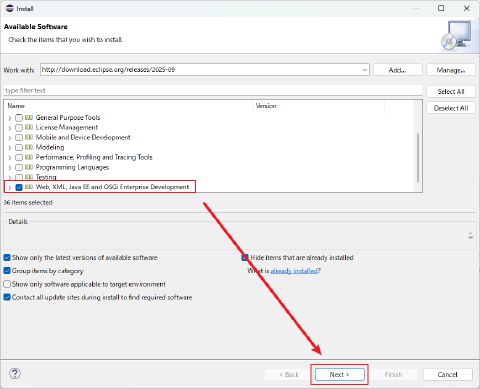 Install
Available Software
Check the items that you wish to install.
Work with: http://download.eclipse.org/releases/2025-09 Add... Manage...
type filter text Select All
Deselect All
Name Version
General Purpose Tools
License Management
Mobile and Device Development
Modeling
Performance, Profiling and Tracing Tools
Programming Languages
Testing
Web, XML, Java EE and OSGi Enterprise Development
36 items selected
Details
Show only the latest versions of available software Hide items that are already installed
Group items by category What is already installed?
Show only software applicable to target environment
Contact all update sites during install to find required software
? < Back Next > Finish Cancel